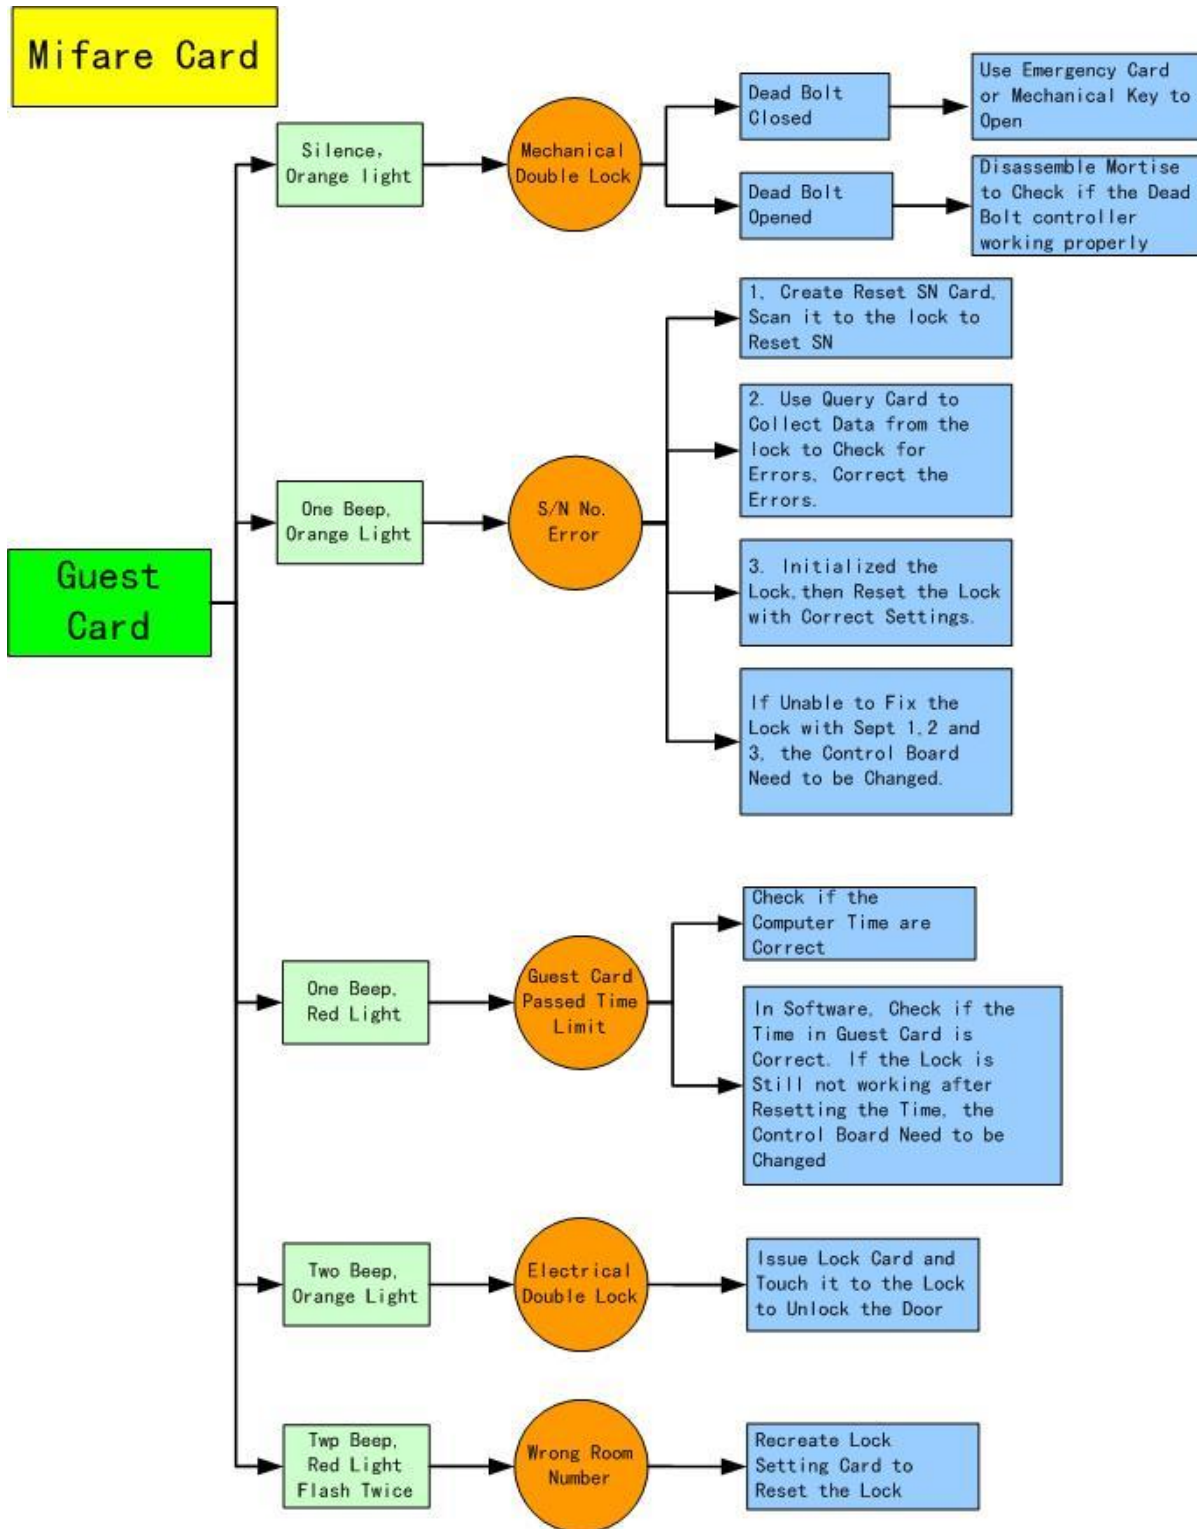 Mifare Card
Silence,
Orange light
Mechanical
Double Lock
Dead Bolt
Closed
Use Emergency Card
or Mechanical Key to
Open
Dead Bolt
Opened
Disassemble Mortise
to Check if the Dead
Bolt controller
working properly
Guest
Card
One Beep,
Orange Light
S/N No.
Error
1, Create Reset SN Card,
Scan it to the lock to
Reset SN
2. Use Query Card to
Collect Data from the
lock to Check for
Errors, Correct the
Errors.
3. Initialized the
Lock,then Reset the Lock
with Correct Settings.
If Unable to Fix the
Lock with Sept 1,2 and
3, the Control Board
Need to be Changed.
One Beep,
Red Light
Guest Card
Passed Time
Limit
Check if the
Computer Time are
Correct
In Software, Check if the
Time in Guest Card is
Correct. If the Lock is
Still not working after
Resetting the Time, the
Control Board Need to be
Changed
Two Beep,
Orange Light
Electrical
Double Lock
Issue Lock Card and
Touch it to the Lock
to Unlock the Door
Twp Beep,
Red Light
Flash Twice
Wrong Room
Number
Recreate Lock
Setting Card to
Reset the Lock